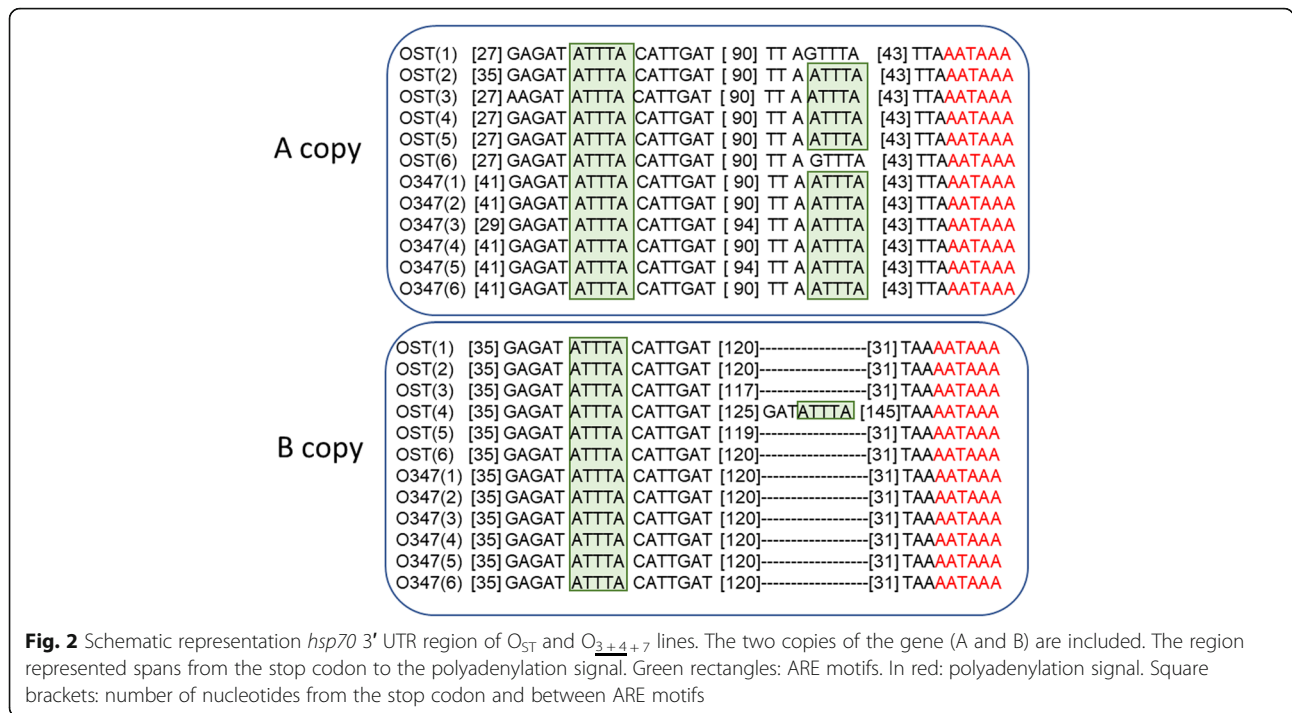 A copy
OST(1) [27] GAGAT ATTTA CATTGAT [ 90] TT AGTTTA [43] TTAAATAAA
OST(2) [35] GAGAT ATTTA CATTGAT [ 90] TT A ATTTA [43] TTAAATAAA
OST(3) [27] AAGAT ATTTA CATTGAT [ 90] TT A ATTTA [43] TTAAATAAA
OST(4) [27] GAGAT ATTTA CATTGAT [ 90] TT A ATTTA [43] TTAAATAAA
OST(5) [27] GAGAT ATTTA CATTGAT [ 90] TT A ATTTA [43] TTAAATAAA
OST(6) [27] GAGAT ATTTA CATTGAT [ 90] TT A GTTTA [43] TTAAATAAA
O347(1) [41] GAGAT ATTTA CATTGAT [ 90] TT A ATTTA [43] TTAAATAAA
O347(2) [41] GAGAT ATTTA CATTGAT [ 90] TT A ATTTA [43] TTAAATAAA
O347(3) [29] GAGAT ATTTA CATTGAT [ 94] TT A ATTTA [43] TTAAATAAA
O347(4) [41] GAGAT ATTTA CATTGAT [ 90] TT A ATTTA [43] TTAAATAAA
O347(5) [41] GAGAT ATTTA CATTGAT [ 94] TT A ATTTA [43] TTAAATAAA
O347(6) [41] GAGAT ATTTA CATTGAT [ 90] TT A ATTTA [43] TTAAATAAA
B copy
OST(1) [35] GAGAT ATTTA CATTGAT [120]------------------[31] TAAAATAAA
OST(2) [35] GAGAT ATTTA CATTGAT [120]------------------[31] TAAAATAAA
OST(3) [35] GAGAT ATTTA CATTGAT [117]------------------[31] TAAAATAAA
OST(4) [35] GAGAT ATTTA CATTGAT [125] GAT ATTTA [145] TAAAATAAA
OST(5) [35] GAGAT ATTTA CATTGAT [119]------------------[31] TAAAATAAA
OST(6) [35] GAGAT ATTTA CATTGAT [120]------------------[31] TAAAATAAA
O347(1) [35] GAGAT ATTTA CATTGAT [120]------------------[31] TAAAATAAA
O347(2) [35] GAGAT ATTTA CATTGAT [120]------------------[31] TAAAATAAA
O347(3) [35] GAGAT ATTTA CATTGAT [120]------------------[31] TAAAATAAA
O347(4) [35] GAGAT ATTTA CATTGAT [120]------------------[31] TAAAATAAA
O347(5) [35] GAGAT ATTTA CATTGAT [120]------------------[31] TAAAATAAA
O347(6) [35] GAGAT ATTTA CATTGAT [120]------------------[31] TAAAATAAA
Fig. 2 Schematic representation hsp70 3′ UTR region of OST and O3 + 4 + 7 lines. The two copies of the gene (A and B) are included. The region
represented spans from the stop codon to the polyadenylation signal. Green rectangles: ARE motifs. In red: polyadenylation signal. Square
brackets: number of nucleotides from the stop codon and between ARE motifs